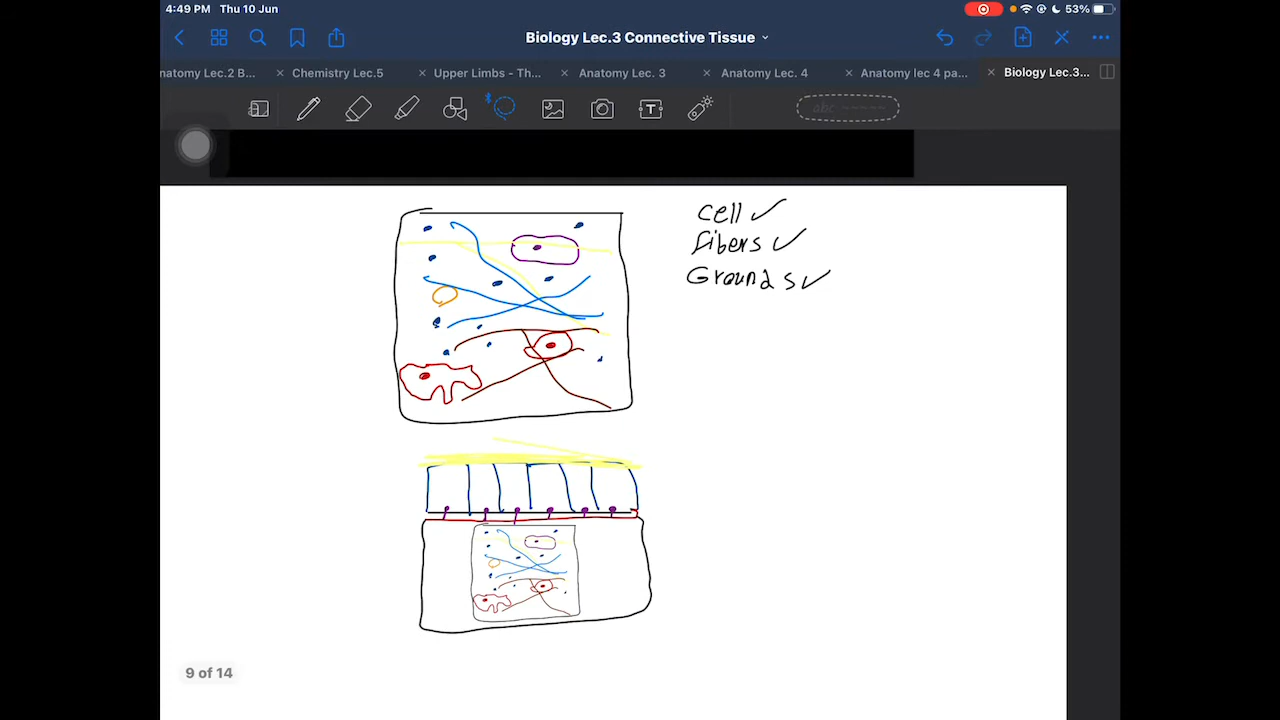 4:49 PM Thu 10 Jun
53%
Biology Lec.3 Connective Tissue
natomy Lec.2 B...
Chemistry Lec.5
Upper Limbs - Th...
Anatomy Lec. 3
Anatomy Lec. 4
Anatomy lec 4 pa...
Biology Lec.3...
T
abc
Cell ✓
Fibers ✓
Ground s ✓
9 of 14